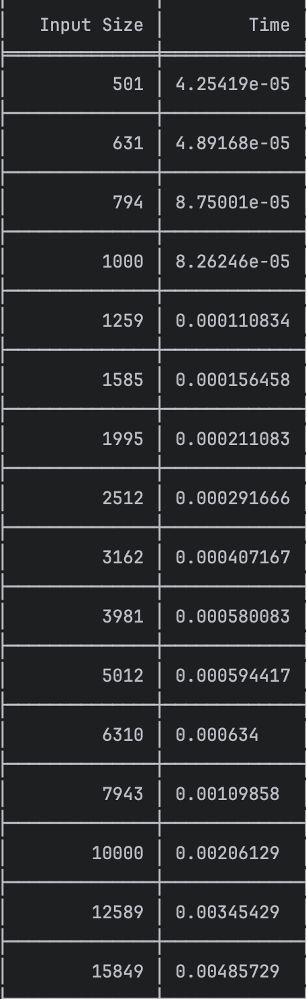 Input Size Time
501 4.25419e-05
631 4.89168e-05
794 8.75001e-05
1000 8.26246e-05
1259 0.000110834
1585 0.000156458
1995 0.000211083
2512 0.000291666
3162 0.000407167
3981 0.000580083
5012 0.000594417
6310 0.000634
7943 0.00109858
10000 0.00206129
12589 0.00345429
15849 0.00485729